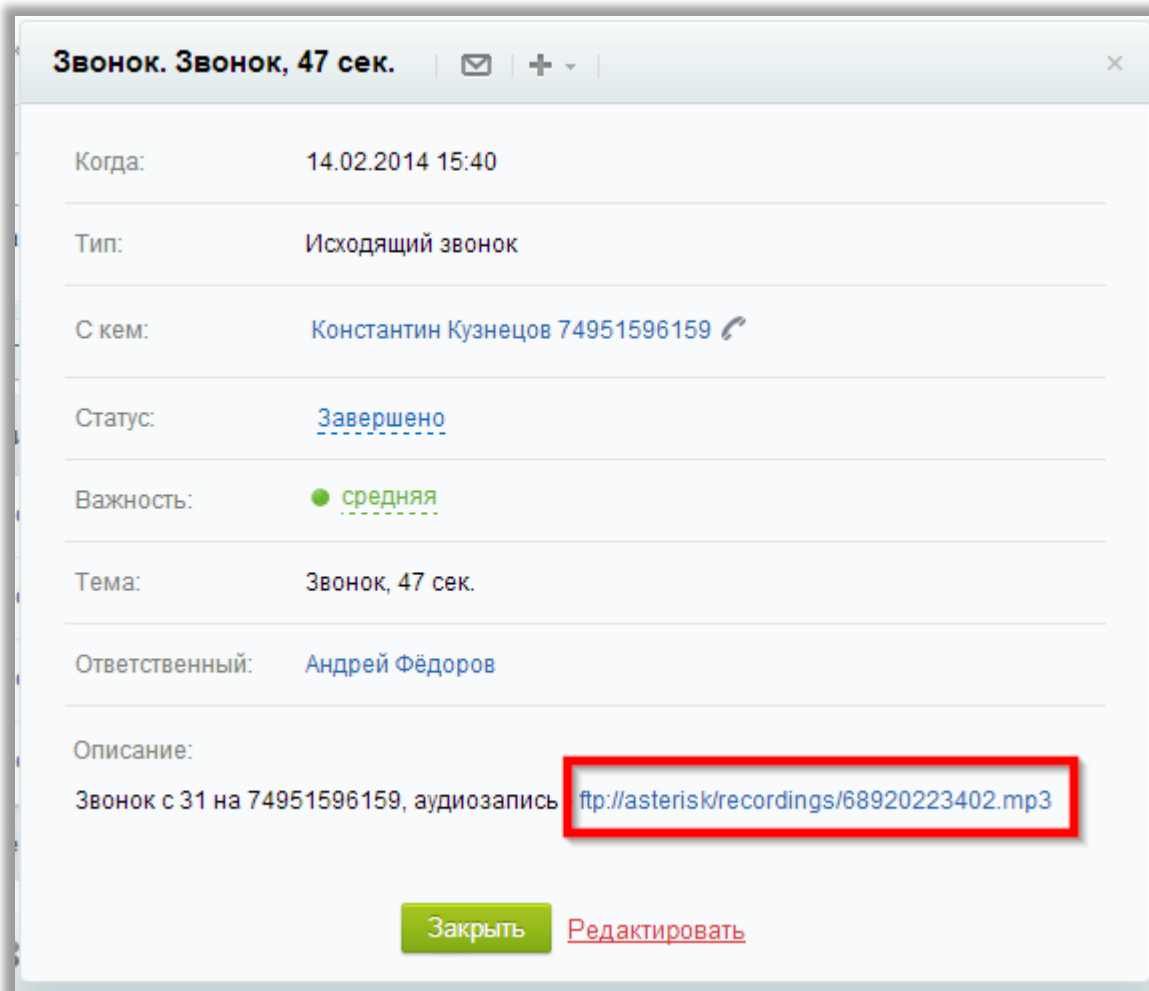 Звонок. Звонок, 47 сек.
Когда: 14.02.2014 15:40
Тип: Исходящий звонок
С кем: Константин Кузнецов 74951596159
Статус: Завершено
Важность: средняя
Тема: Звонок, 47 сек.
Ответственный: Андрей Фёдоров
Описание:
Звонок с 31 на 74951596159, аудиозапись ftp://asterisk/recordings/68920223402.mp3
Закрыть Редактировать